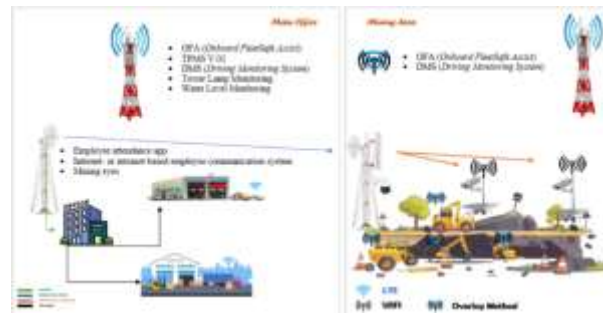 Main Office
OFA (Onboard FleetSafe Assist)
TPMS V
DMS (Driving Monitoring System)
Tower Lamp Monitoring
Water Level Monitoring
Employee attendance app
Internet- or intranet-based employee communication system
Mining eyes
Mining Area
OFA (Onboard FleetSafe Assist)
DMS (Driving Monitoring System)
LTE
WIFI
Overlay Method